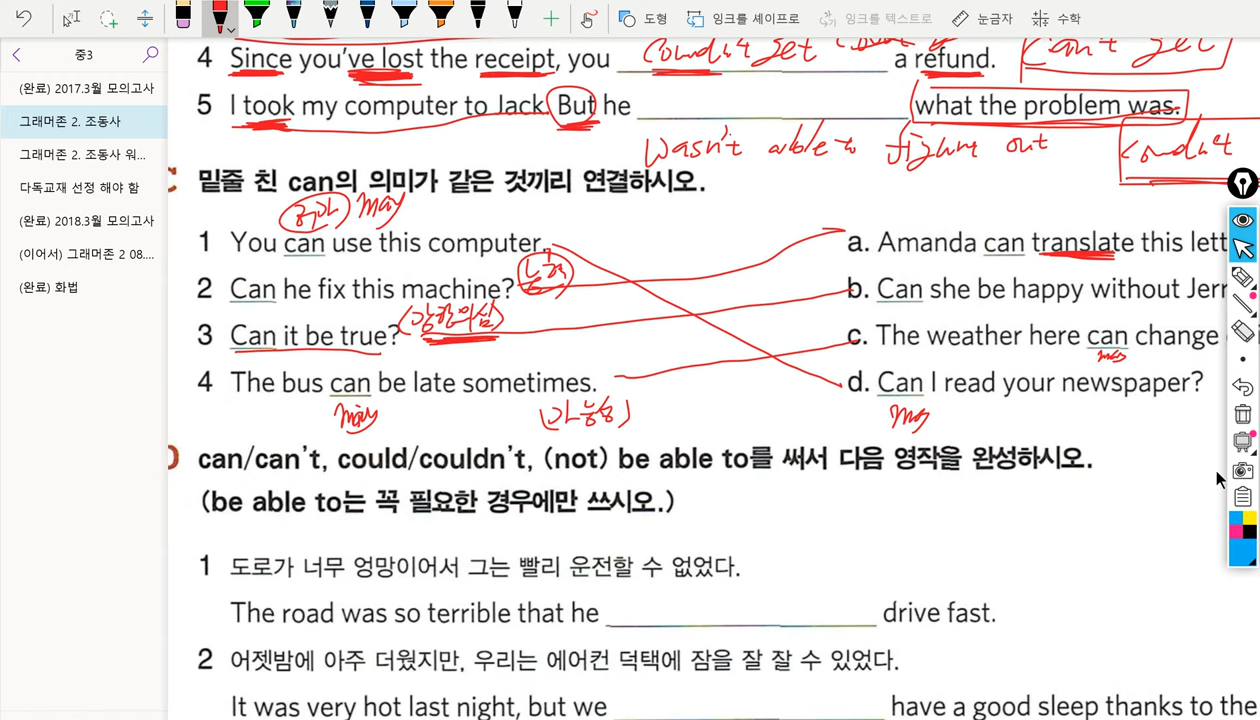 도형 잉크를 셰이프로 잉크를 텍스트로 눈금자 수학
중3
(완료) 2017.3월 모의고사
그래머존 2. 조동사
그래머존 2. 조동사 워...
다독교재 선정 해야 함
(완료) 2018.3월 모의고사
(이어서) 그래머존 2 08....
(완료) 화법
4 Since you've lost the receipt, you couldn't get a refund. can't get
5 I took my computer to Jack. But he what the problem was.
wasn't able to figure out couldn't
C 밑줄 친 can의 의미가 같은 것끼리 연결하시오.
허가 may
1 You can use this computer. a. Amanda can translate this lett
능력
2 Can he fix this machine? b. Can she be happy without Jerr
(강한의심)
3 Can it be true? c. The weather here can change
may
4 The bus can be late sometimes. d. Can I read your newspaper?
may (가능성) may
D can/can't, could/couldn't, (not) be able to를 써서 다음 영작을 완성하시오.
(be able to는 꼭 필요한 경우에만 쓰시오.)
1 도로가 너무 엉망이어서 그는 빨리 운전할 수 없었다.
The road was so terrible that he drive fast.
2 어젯밤에 아주 더웠지만, 우리는 에어컨 덕택에 잠을 잘 잘 수 있었다.
It was very hot last night, but we have a good sleep thanks to the